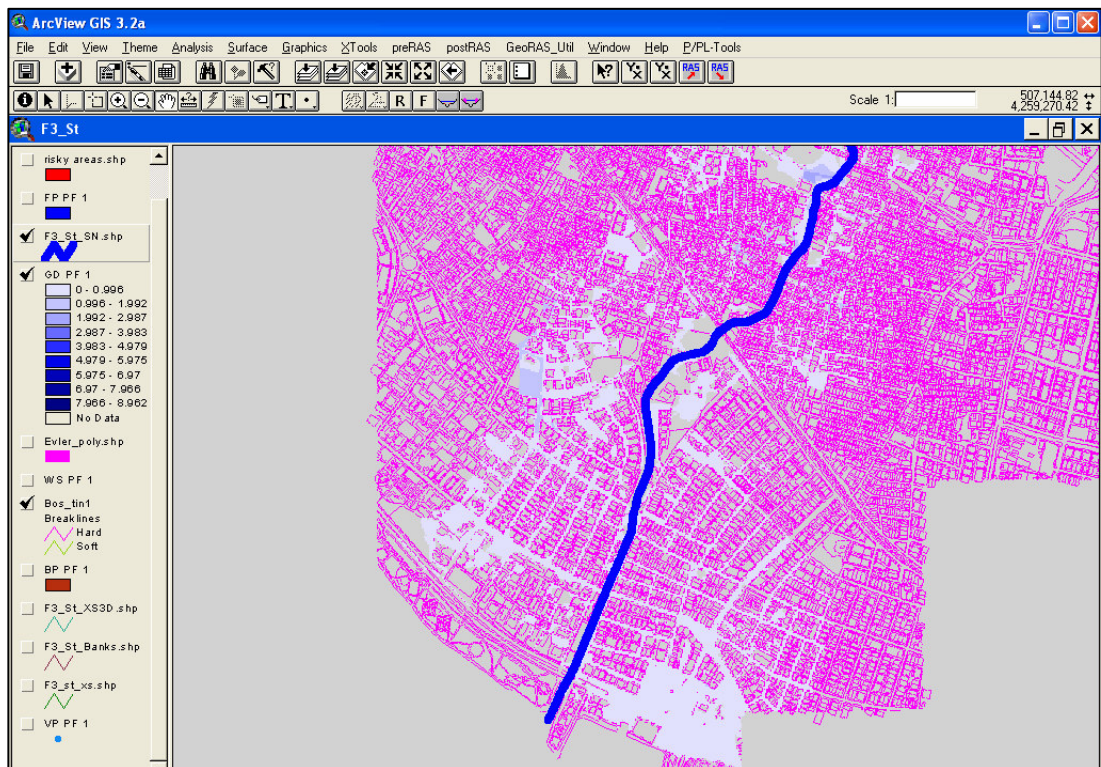 ArcView GIS 3.2a
File Edit View Theme Analysis Surface Graphics XTools preRAS postRAS GeoRAS_Util Window Help P/PL-Tools
RAS RAS
T R F Scale 1: 507,144.82
4,259,270.42
F3_St
risky areas.shp
FP PF 1
F3_St_SN.shp
GD PF 1
0 - 0.996
0.996 - 1.992
1.992 - 2.987
2.987 - 3.983
3.983 - 4.979
4.979 - 5.975
5.975 - 6.97
6.97 - 7.966
7.966 - 8.962
No Data
Evler_poly.shp
WS PF 1
Bos_tin1
Breaklines
Hard
Soft
BP PF 1
F3_St_XS3D.shp
F3_St_Banks.shp
F3_st_xs.shp
VP PF 1